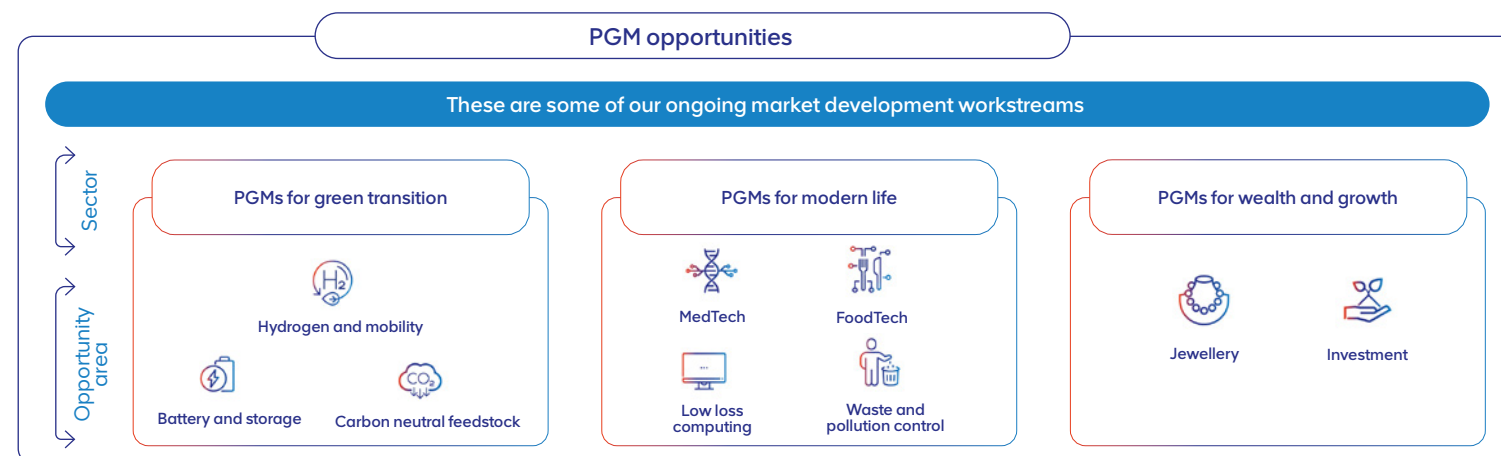 PGM opportunities
These are some of our ongoing market development workstreams
Sector
PGMs for green transition
PGMs for modern life
PGMs for wealth and growth
Opportunity
area
H2
Hydrogen and mobility
Battery and storage
CO2
Carbon neutral feedstock
MedTech
FoodTech
Low loss
computing
Waste and
pollution control
Jewellery
Investment